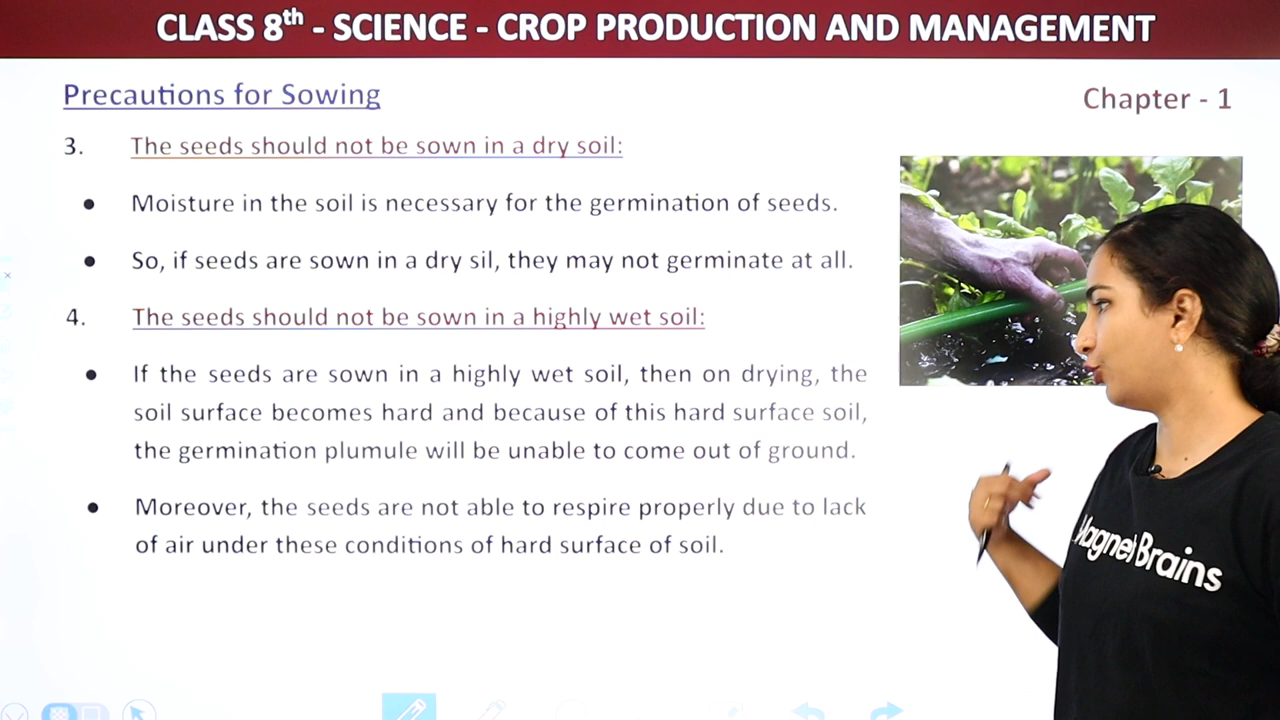 CLASS 8th - SCIENCE - CROP PRODUCTION AND MANAGEMENT
Precautions for Sowing
Chapter - 1
3. The seeds should not be sown in a dry soil:
● Moisture in the soil is necessary for the germination of seeds.
● So, if seeds are sown in a dry sil, they may not germinate at all.
4. The seeds should not be sown in a highly wet soil:
● If the seeds are sown in a highly wet soil, then on drying, the
soil surface becomes hard and because of this hard surface soil,
the germination plumule will be unable to come out of ground.
● Moreover, the seeds are not able to respire properly due to lack
of air under these conditions of hard surface of soil.
Magnet Brains